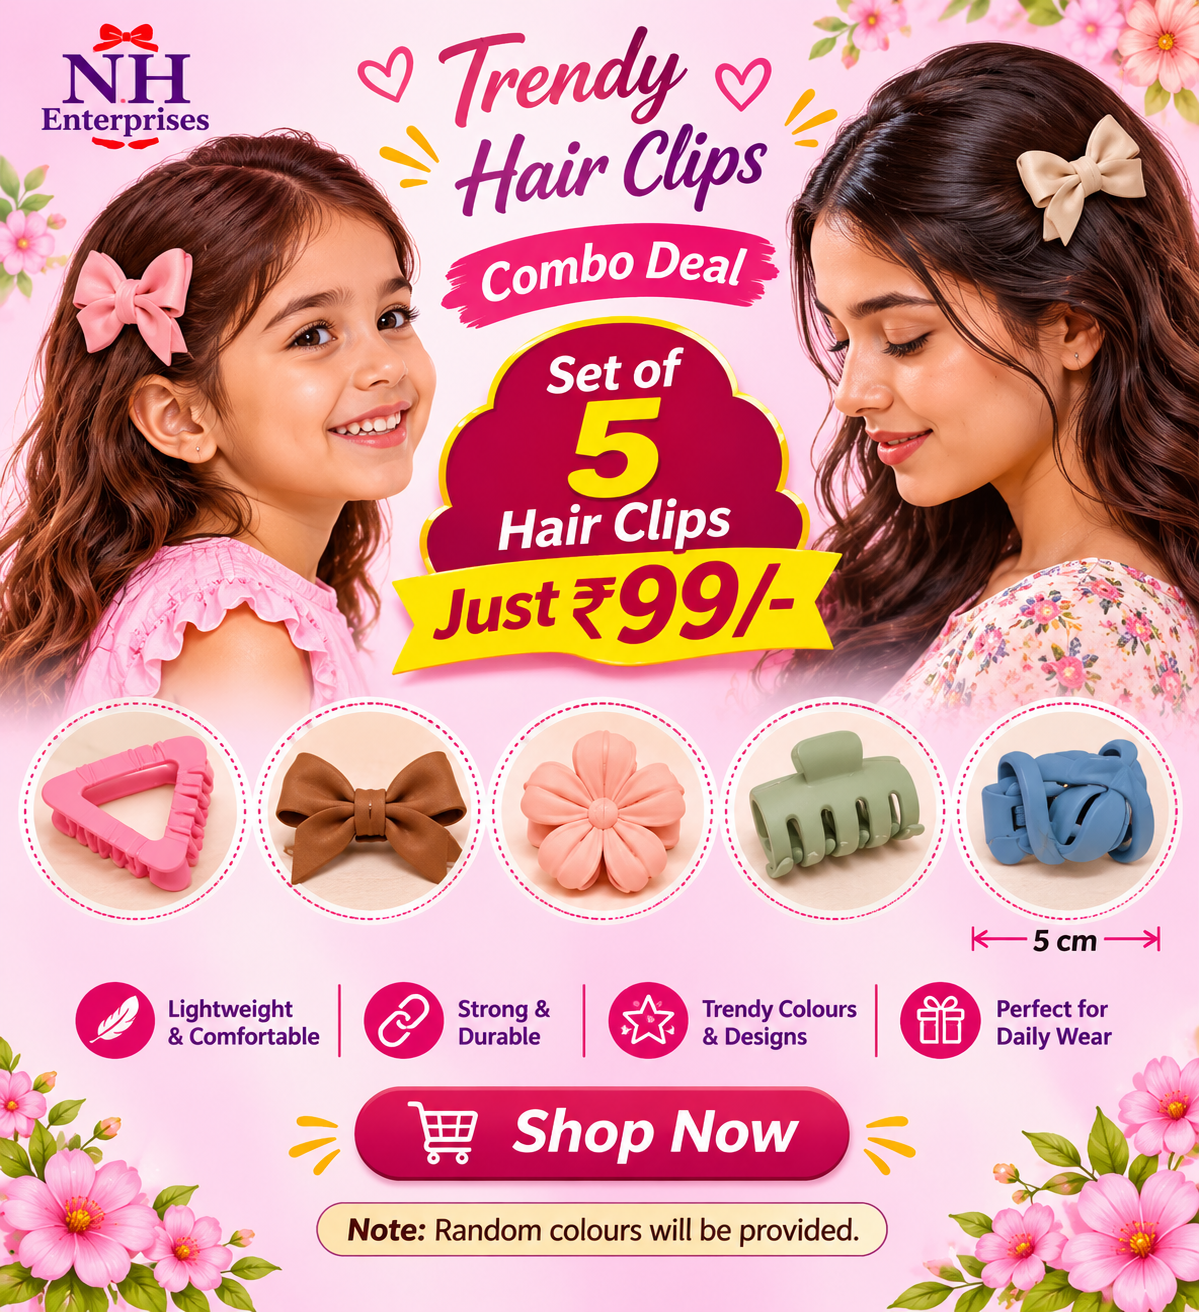 N.H
Enterprises
Trendy
Hair Clips
Combo Deal
Set of
5
Hair Clips
Just ₹99/-
5 cm
Lightweight
& Comfortable
Strong &
Durable
Trendy Colours
& Designs
Perfect for
Daily Wear
Shop Now
Note: Random colours will be provided.